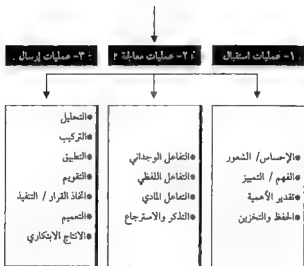 ١- عمليات استقبال
٢- عمليات معالجة
٣- عمليات إرسال
الإحساس/ الشعور
الفهم / التمييز
تقدير الأهمية
الحفظ والتخزين
التفاعل الوجداني
التفاعل اللفظي
التفاعل المادي
التذكر والاسترجاع
التحليل
التركيب
التطبيق
التقويم
اتخاذ القرار / التنفيذ
التعميم
الانتاج الابتكاري